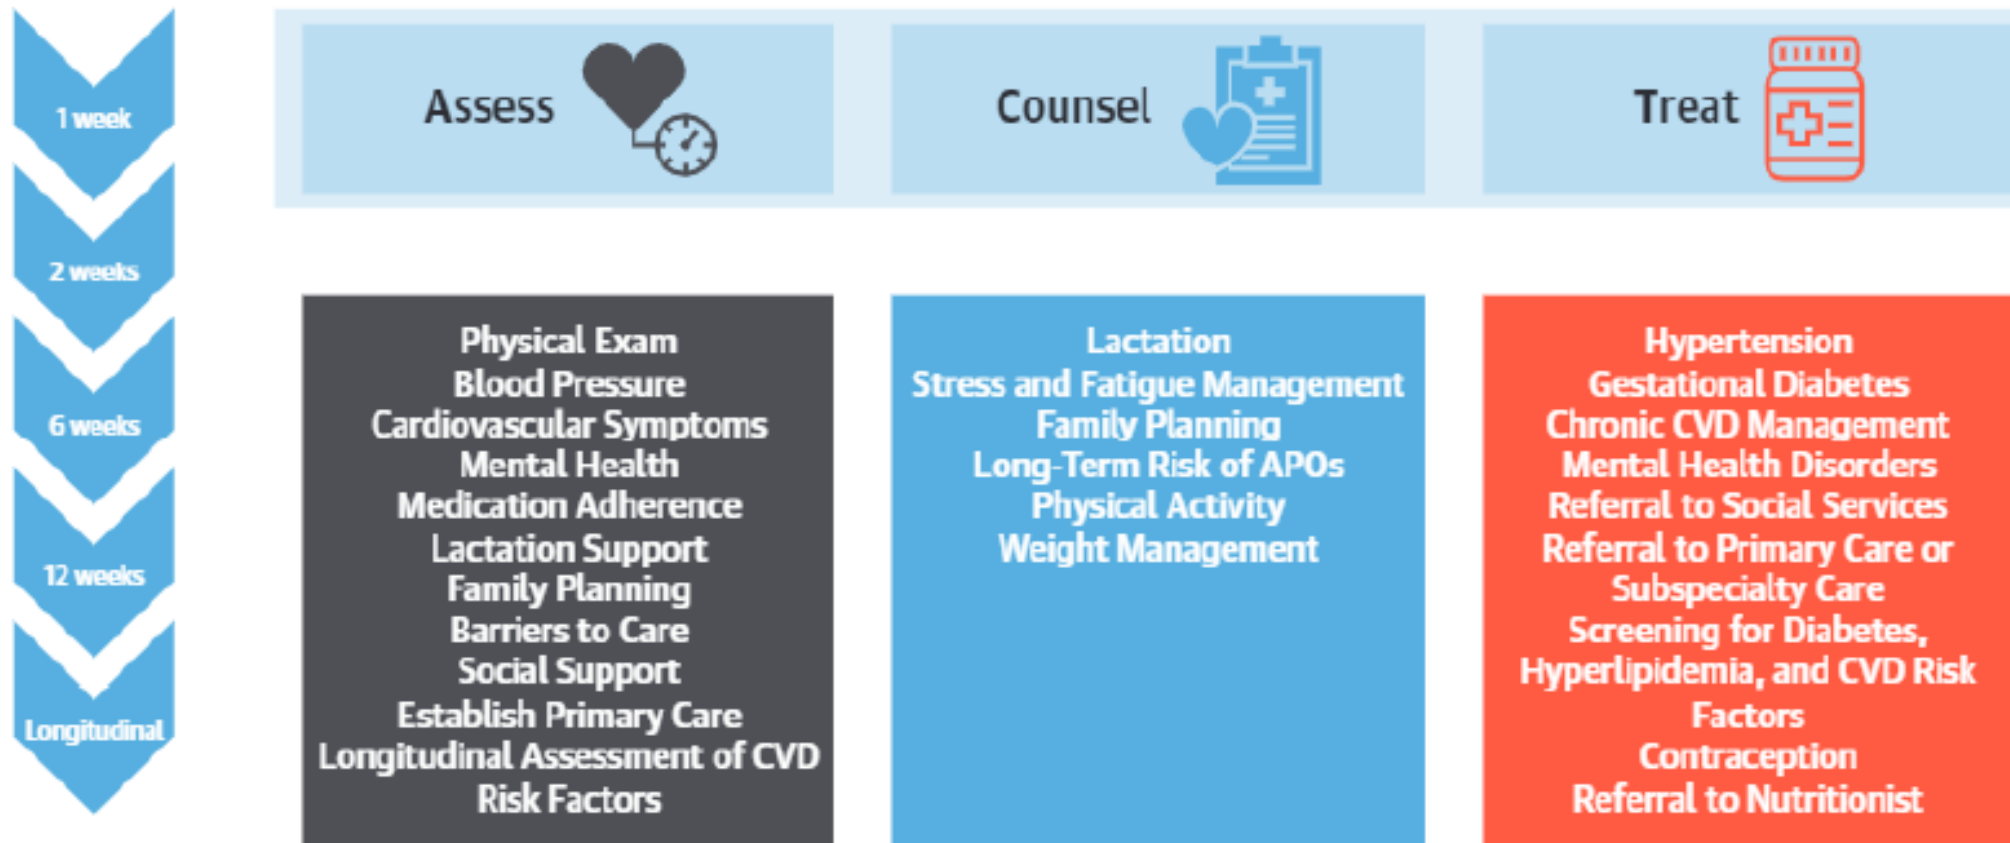 1 week
2 weeks
6 weeks
12 weeks
Longitudinal
Assess
Counsel
Treat
Physical Exam
Blood Pressure
Cardiovascular Symptoms
Mental Health
Medication Adherence
Lactation Support
Family Planning
Barriers to Care
Social Support
Establish Primary Care
Longitudinal Assessment of CVD
Risk Factors
Lactation
Stress and Fatigue Management
Family Planning
Long-Term Risk of APOs
Physical Activity
Weight Management
Hypertension
Gestational Diabetes
Chronic CVD Management
Mental Health Disorders
Referral to Social Services
Referral to Primary Care or
Subspecialty Care
Screening for Diabetes,
Hyperlipidemia, and CVD Risk
Factors
Contraception
Referral to Nutritionist